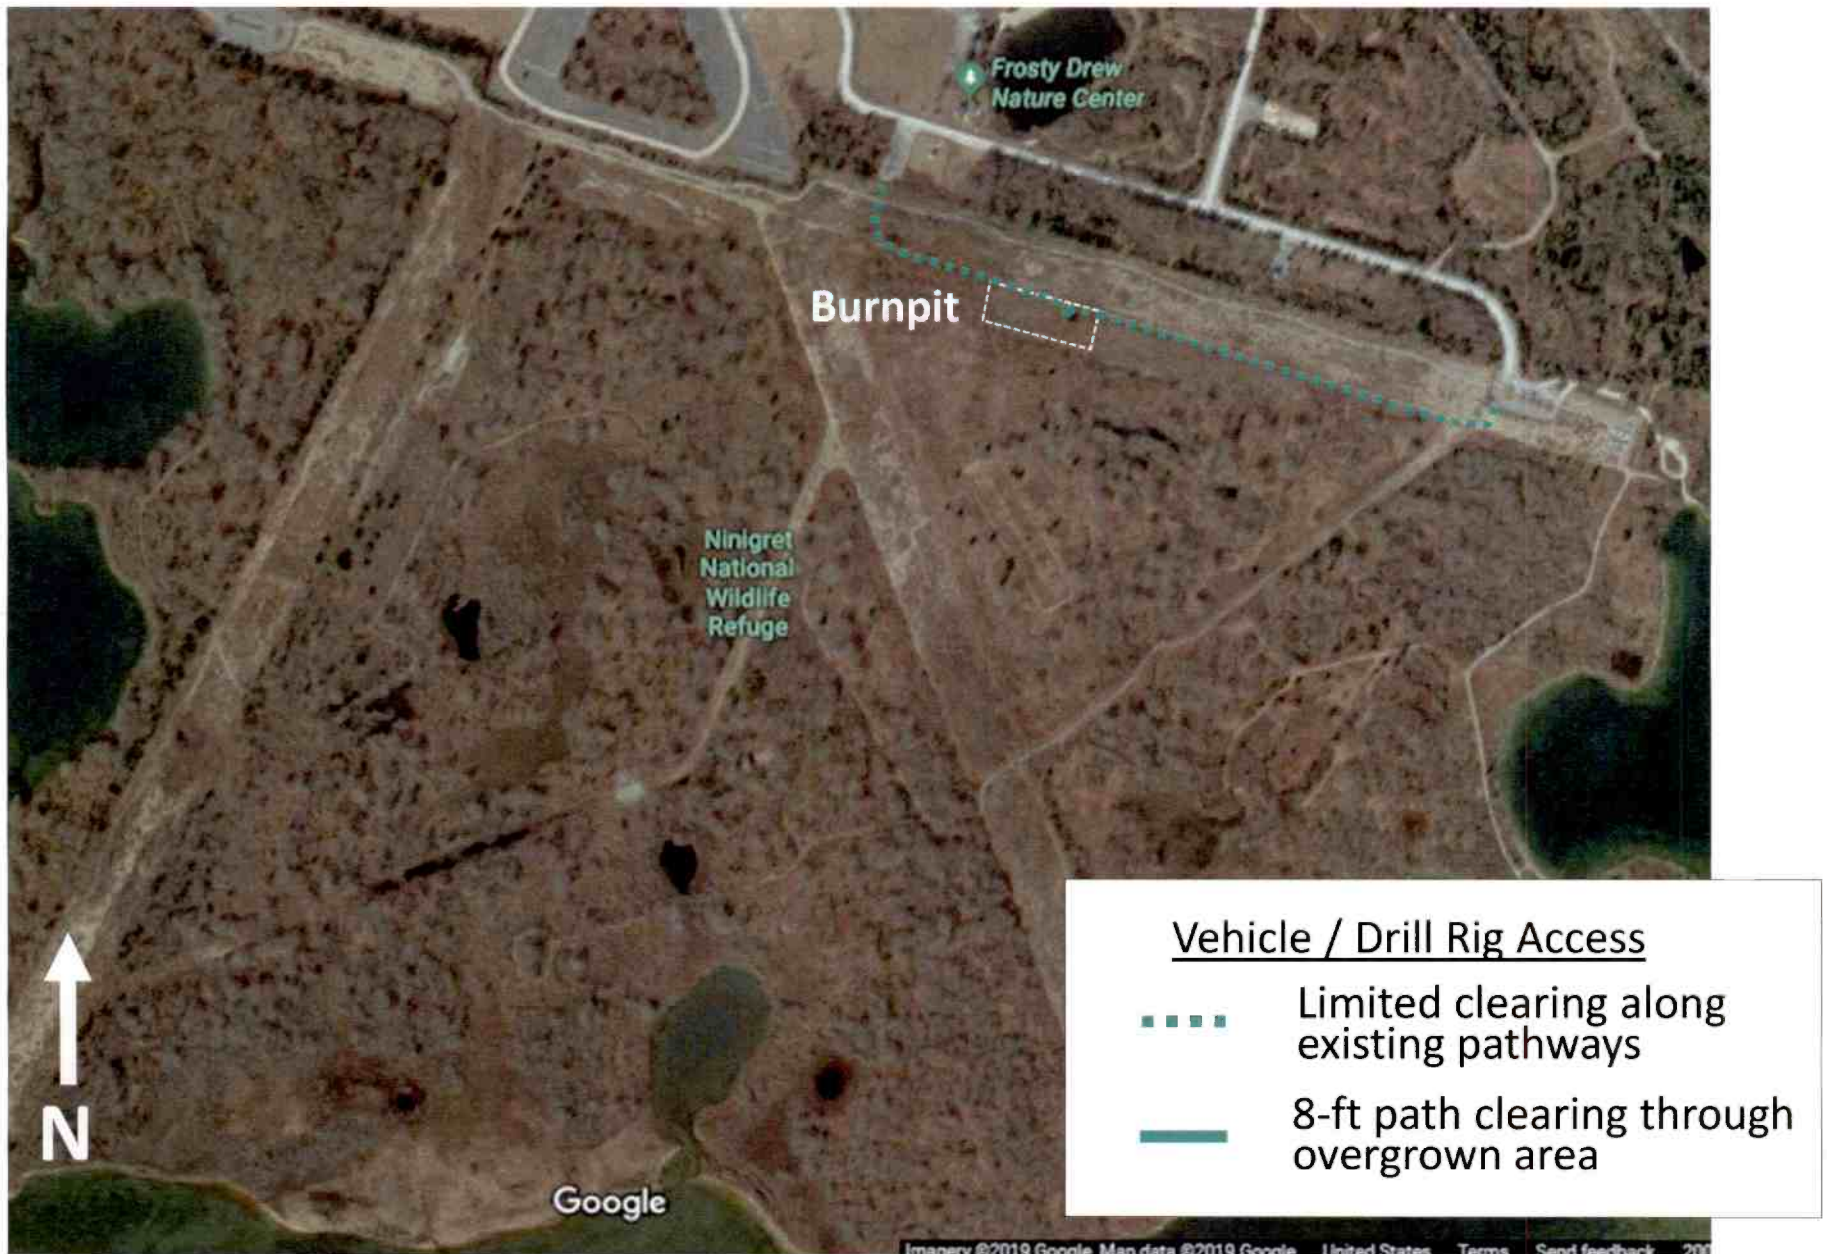 Frosty Drew
Nature Center
Burnpit
Ninigret
National
Wildlife
Refuge
Vehicle / Drill Rig Access
Limited clearing along
existing pathways
8-ft path clearing through
overgrown area
N
Google
Imagery ©2019 Google, Map data ©2019 Google United States Terms Send feedback 200